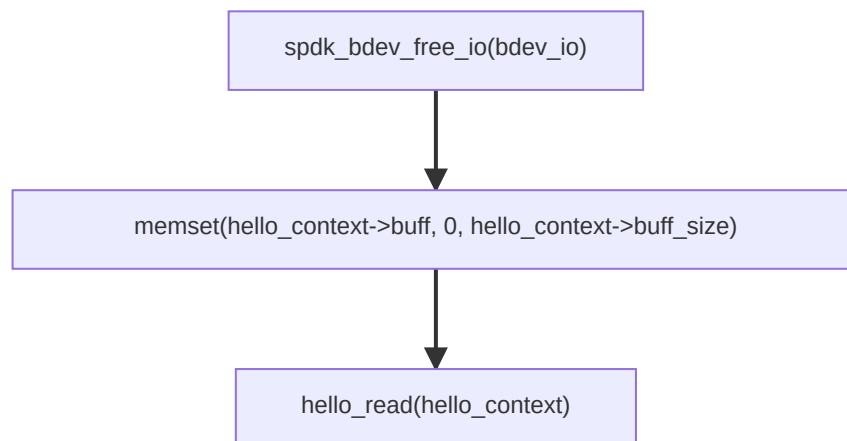 spdk_bdev_free_io(bdev_io)
memset(hello_context->buff, 0, hello_context->buff_size)
hello_read(hello_context)